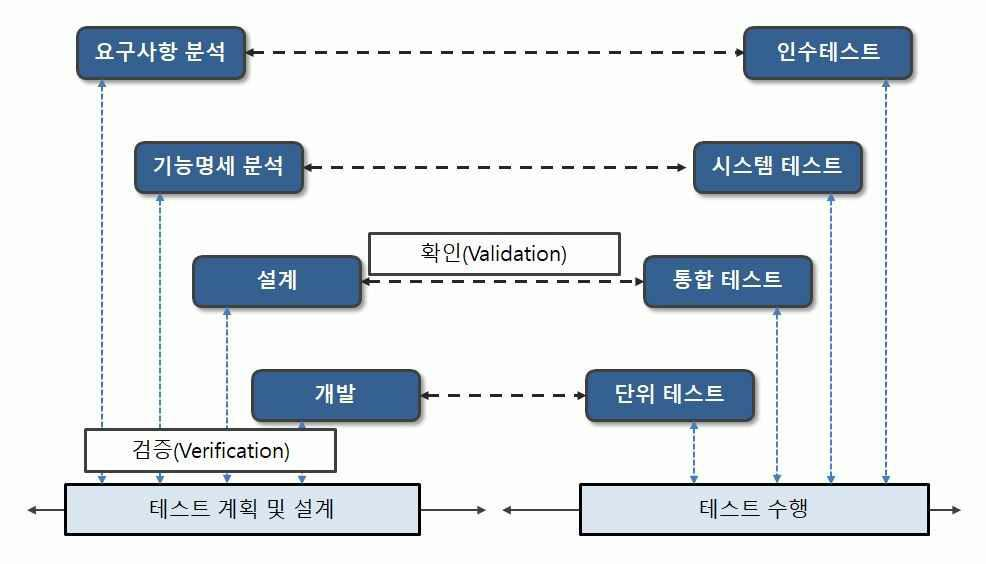 요구사항 분석
인수테스트
기능명세 분석
시스템 테스트
확인(Validation)
설계
통합 테스트
개발
단위 테스트
검증(Verification)
테스트 계획 및 설계
테스트 수행